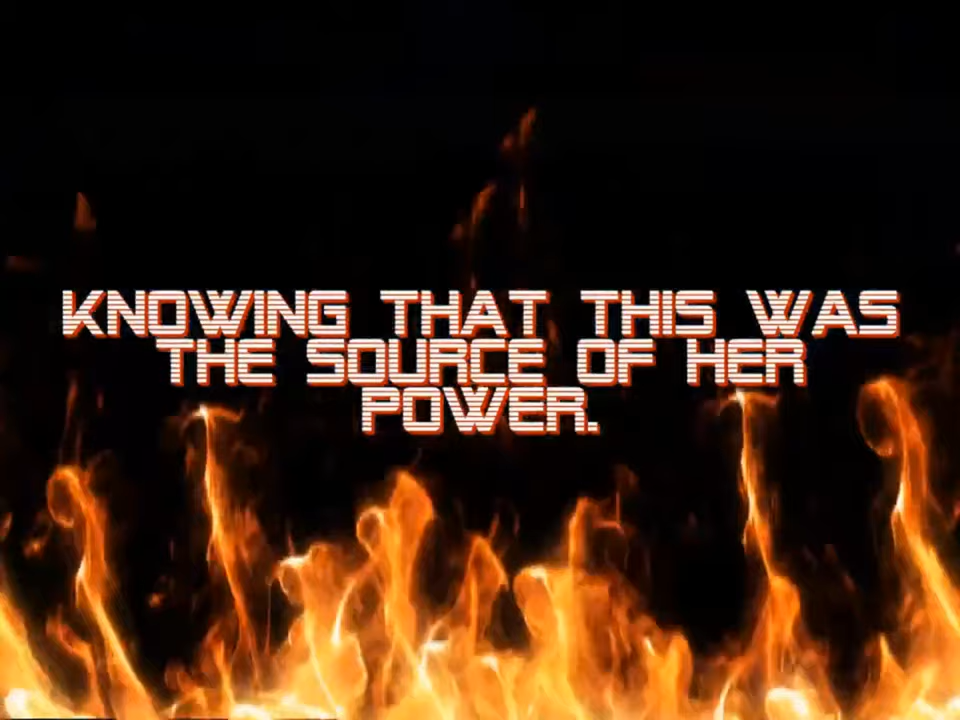 KNOWING THAT THIS WAS
THE SOURCE OF HER
POWER.